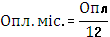 Опл. міс. = Опл
12